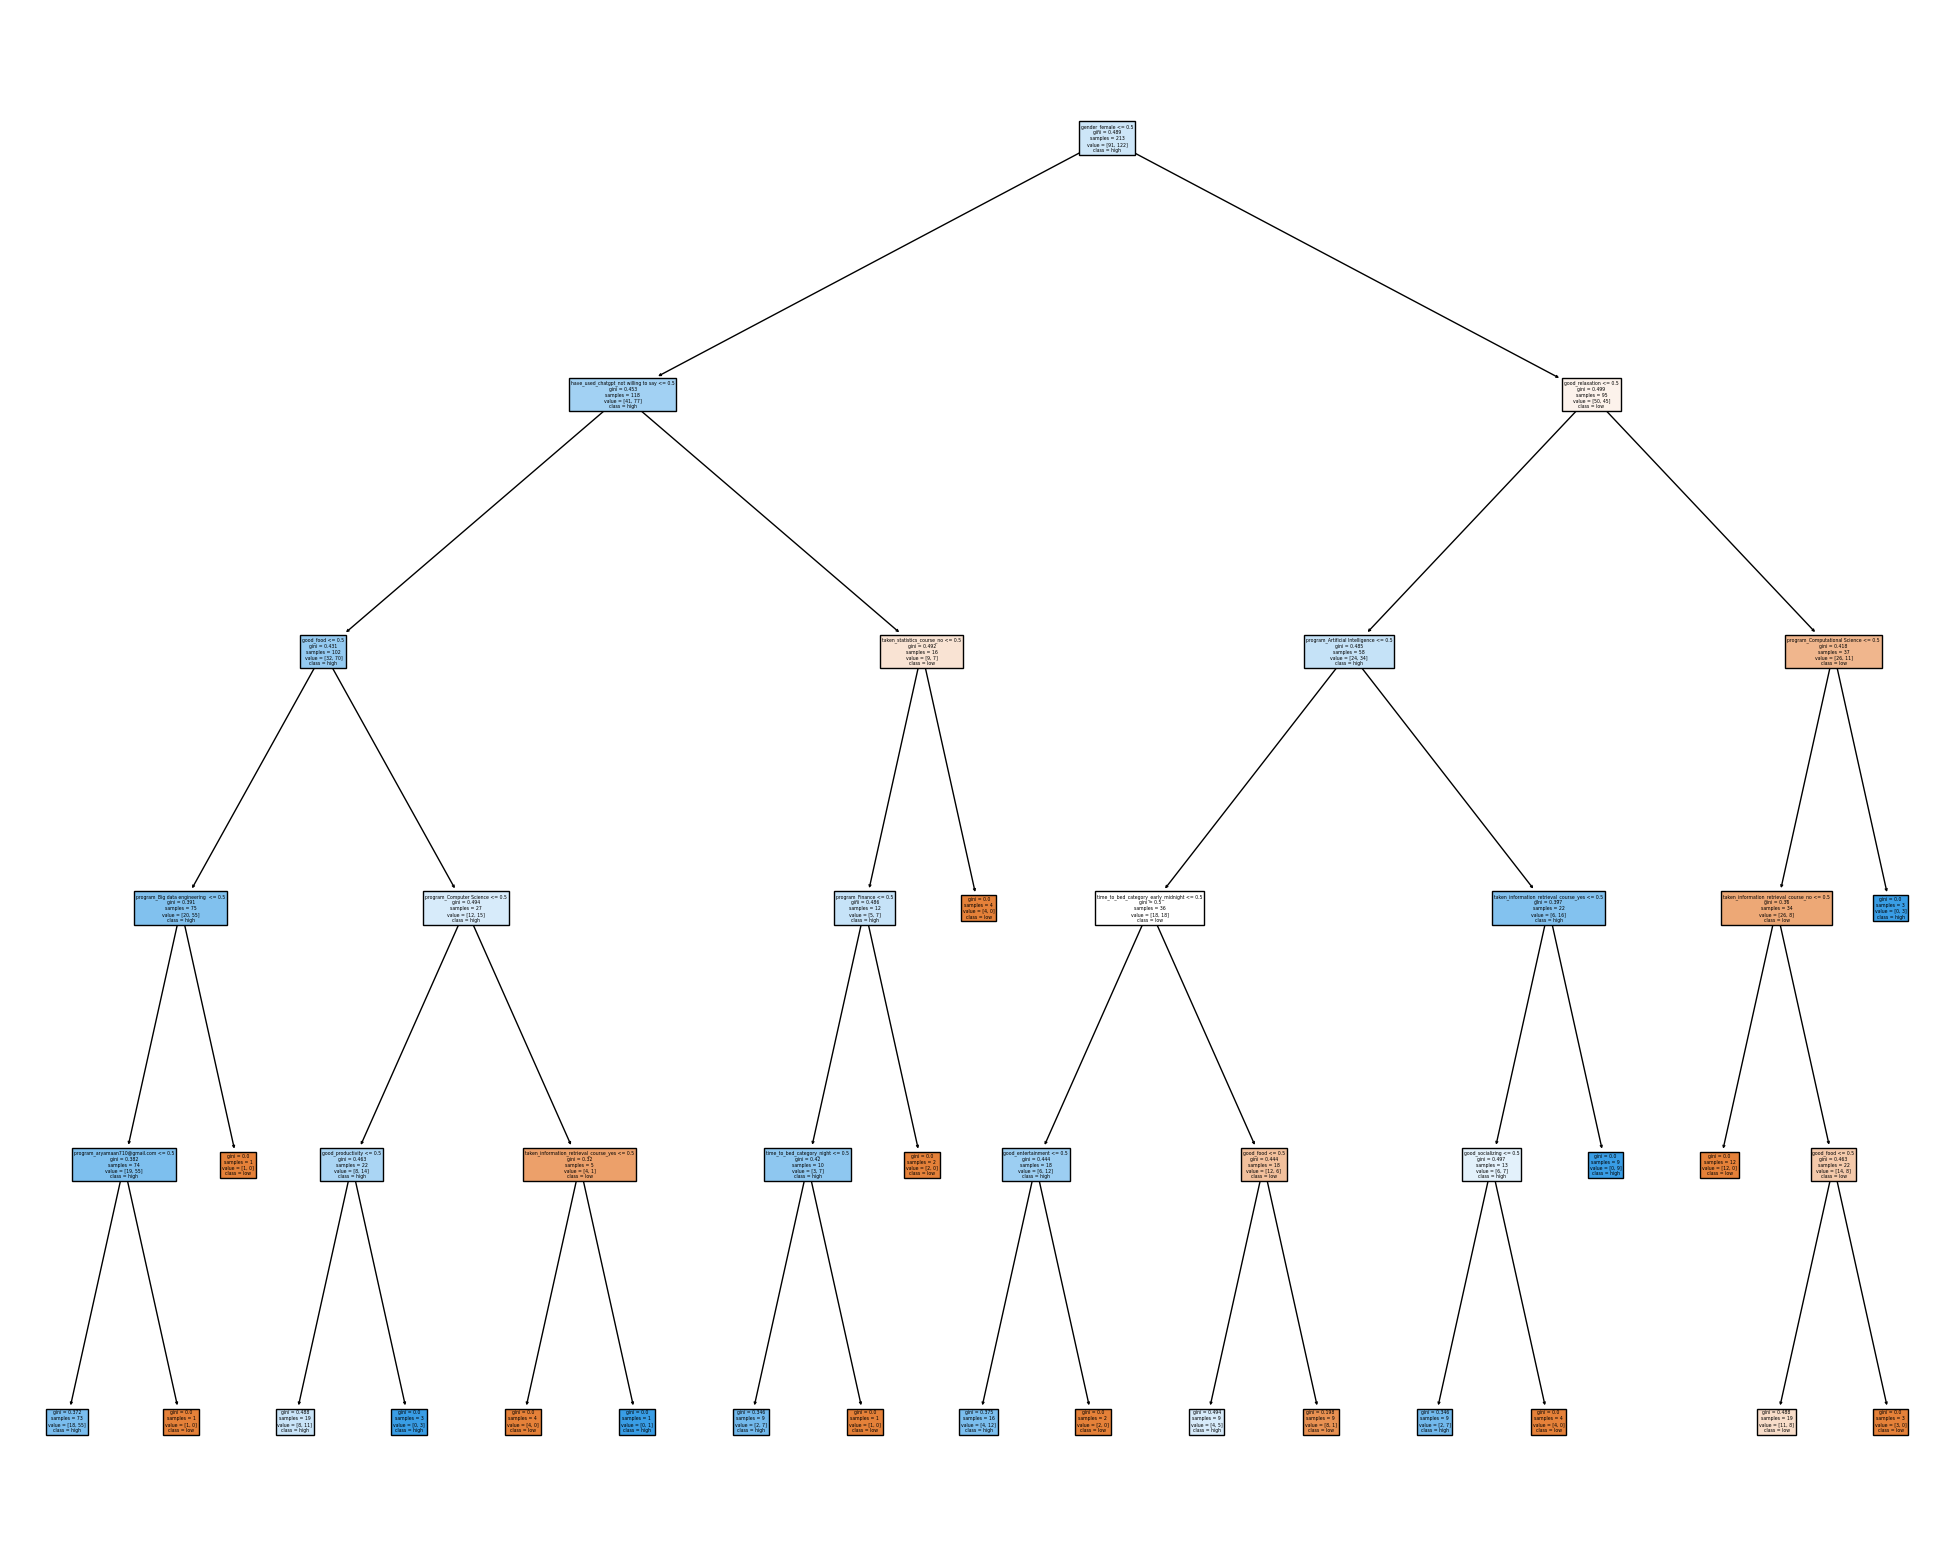 gender_female <= 0.5
gini = 0.489
samples = 213
value = [91, 122]
class = high
have_used_chatgpt_not willing to say <= 0.5
gini = 0.453
samples = 118
value = [41, 77]
class = high
good_relaxation <= 0.5
gini = 0.499
samples = 95
value = [50, 45]
class = low
good_food <= 0.5
gini = 0.431
samples = 102
value = [32, 70]
class = high
taken_statistics_course_no <= 0.5
gini = 0.492
samples = 16
value = [9, 7]
class = low
program_Artificial Intelligence <= 0.5
gini = 0.485
samples = 58
value = [24, 34]
class = high
program_Computational Science <= 0.5
gini = 0.418
samples = 37
value = [26, 11]
class = low
program_Big data engineering  <= 0.5
gini = 0.391
samples = 75
value = [20, 55]
class = high
program_Computer Science <= 0.5
gini = 0.494
samples = 27
value = [12, 15]
class = high
program_Finance <= 0.5
gini = 0.486
samples = 12
value = [5, 7]
class = high
gini = 0.0
samples = 4
value = [4, 0]
class = low
time_to_bed_category_early_midnight <= 0.5
gini = 0.5
samples = 36
value = [18, 18]
class = low
taken_information_retrieval_course_yes <= 0.5
gini = 0.397
samples = 22
value = [6, 16]
class = high
taken_information_retrieval_course_no <= 0.5
gini = 0.36
samples = 34
value = [26, 8]
class = low
gini = 0.0
samples = 3
value = [0, 3]
class = high
program_aryamaan710@gmail.com <= 0.5
gini = 0.382
samples = 74
value = [19, 55]
class = high
gini = 0.0
samples = 1
value = [1, 0]
class = low
good_productivity <= 0.5
gini = 0.463
samples = 22
value = [8, 14]
class = high
taken_information_retrieval_course_yes <= 0.5
gini = 0.32
samples = 5
value = [4, 1]
class = low
time_to_bed_category_night <= 0.5
gini = 0.42
samples = 10
value = [3, 7]
class = high
gini = 0.0
samples = 2
value = [2, 0]
class = low
good_entertainment <= 0.5
gini = 0.444
samples = 18
value = [6, 12]
class = high
good_food <= 0.5
gini = 0.444
samples = 18
value = [12, 6]
class = low
good_socializing <= 0.5
gini = 0.497
samples = 13
value = [6, 7]
class = high
gini = 0.0
samples = 9
value = [0, 9]
class = high
gini = 0.0
samples = 12
value = [12, 0]
class = low
good_food <= 0.5
gini = 0.463
samples = 22
value = [14, 8]
class = low
gini = 0.372
samples = 73
value = [18, 55]
class = high
gini = 0.0
samples = 1
value = [1, 0]
class = low
gini = 0.488
samples = 19
value = [8, 11]
class = high
gini = 0.0
samples = 3
value = [0, 3]
class = high
gini = 0.0
samples = 4
value = [4, 0]
class = low
gini = 0.0
samples = 1
value = [0, 1]
class = high
gini = 0.346
samples = 9
value = [2, 7]
class = high
gini = 0.0
samples = 1
value = [1, 0]
class = low
gini = 0.375
samples = 16
value = [4, 12]
class = high
gini = 0.0
samples = 2
value = [2, 0]
class = low
gini = 0.494
samples = 9
value = [4, 5]
class = high
gini = 0.198
samples = 9
value = [8, 1]
class = low
gini = 0.346
samples = 9
value = [2, 7]
class = high
gini = 0.0
samples = 4
value = [4, 0]
class = low
gini = 0.488
samples = 19
value = [11, 8]
class = low
gini = 0.0
samples = 3
value = [3, 0]
class = low